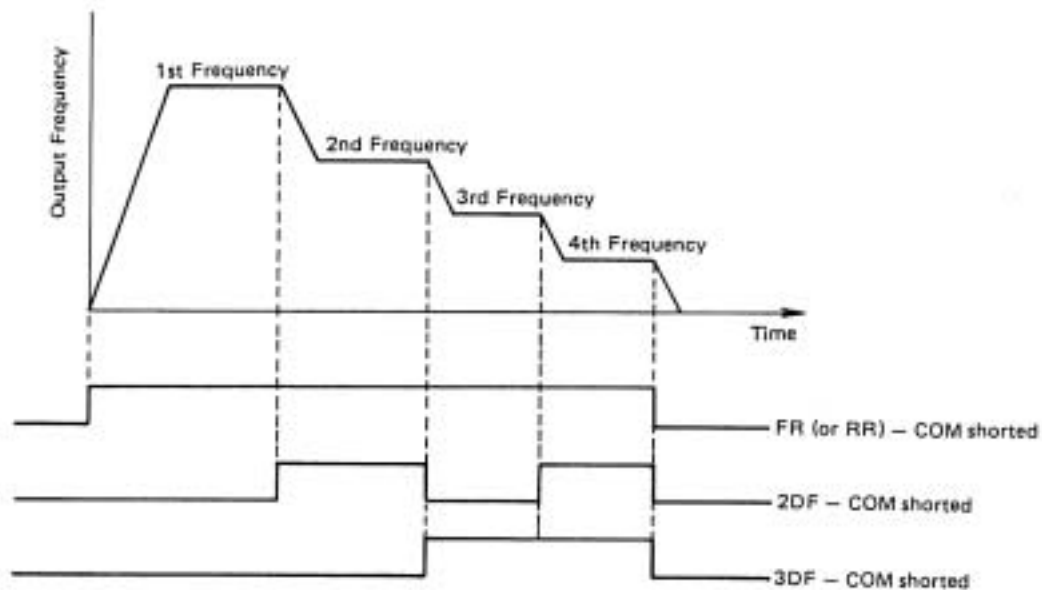 Output Frequency
1st Frequency
2nd Frequency
3rd Frequency
4th Frequency
Time
FR (or RR) — COM shorted
2DF — COM shorted
3DF — COM shorted